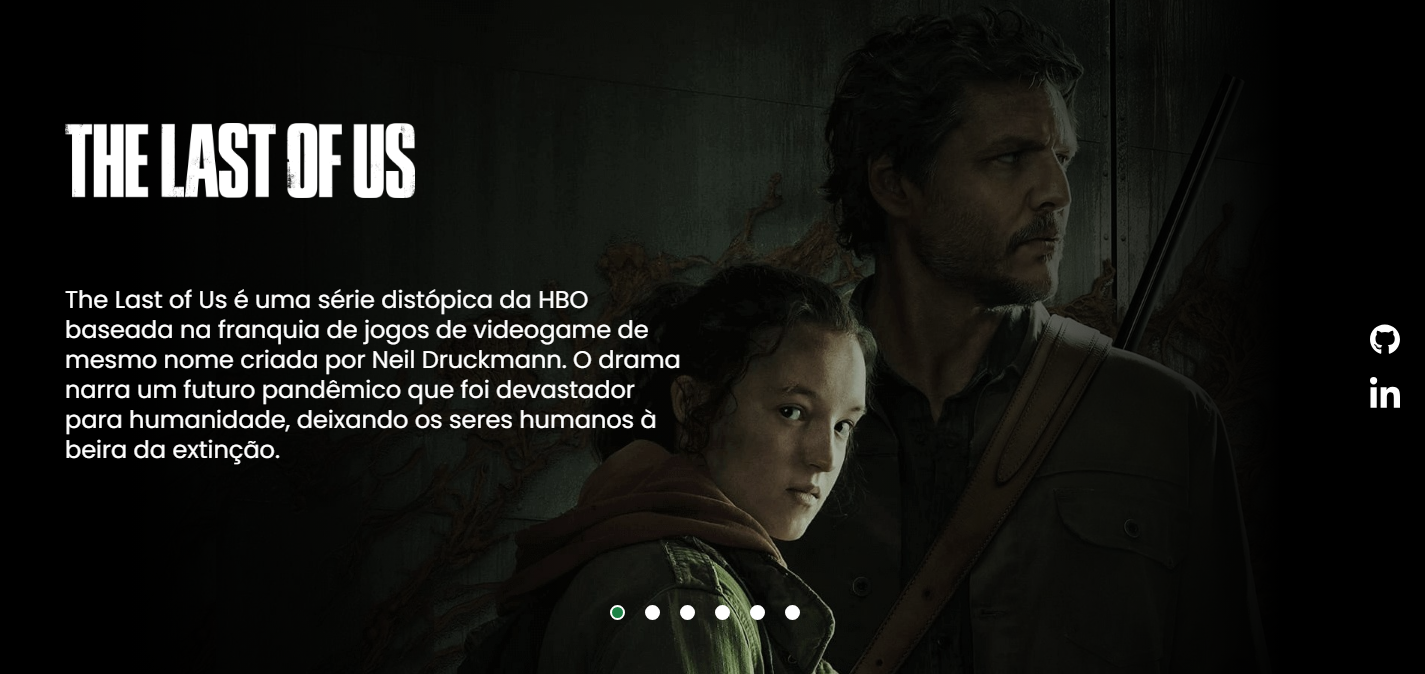 THE LAST OF US
The Last of Us é uma série distópica da HBO
baseada na franquia de jogos de videogame de
mesmo nome criada por Neil Druckmann. O drama
narra um futuro pandêmico que foi devastador
para humanidade, deixando os seres humanos à
beira da extinção.
in